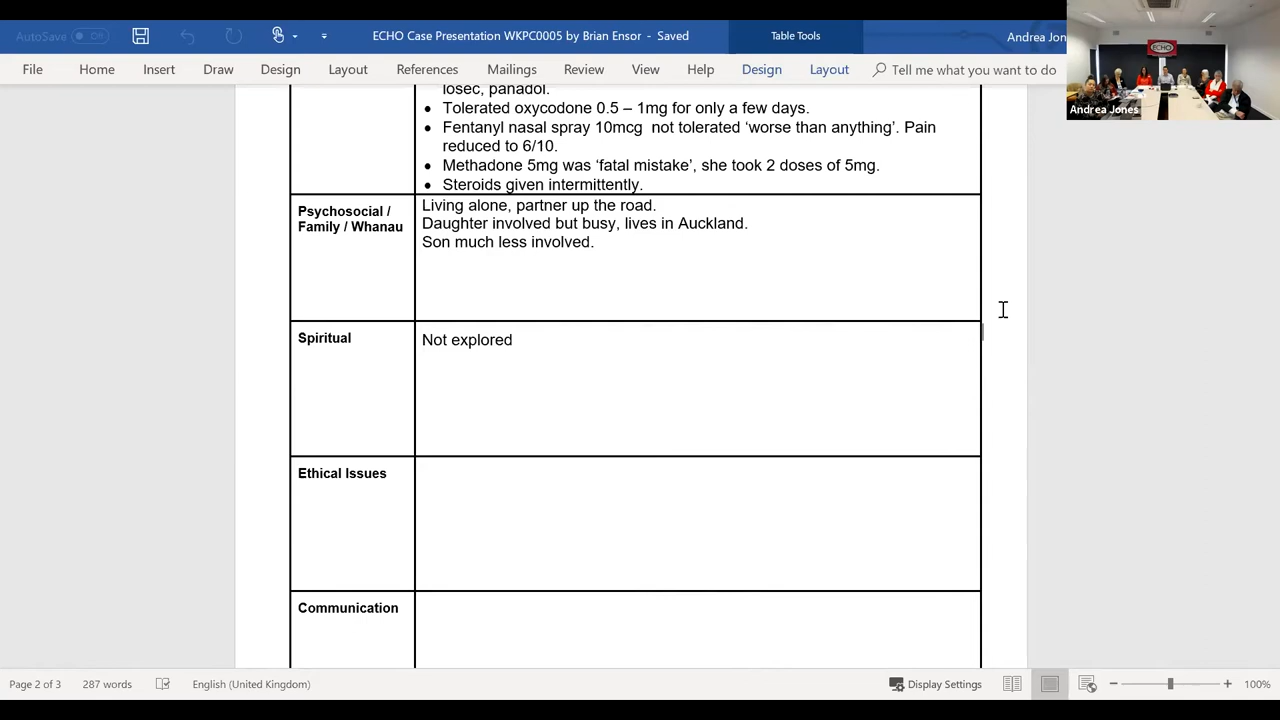 AutoSave Off
ECHO Case Presentation WKPC0005 by Brian Ensor - Saved
Table Tools
Andrea Jon
File Home Insert Draw Design Layout References Mailings Review View Help Design Layout Tell me what you want to do
ECHO
Andrea Jones
losec, panadol.
• Tolerated oxycodone 0.5 – 1mg for only a few days.
• Fentanyl nasal spray 10mcg not tolerated ‘worse than anything’. Pain
reduced to 6/10.
• Methadone 5mg was ‘fatal mistake’, she took 2 doses of 5mg.
• Steroids given intermittently.
Psychosocial /
Family / Whanau
Living alone, partner up the road.
Daughter involved but busy, lives in Auckland.
Son much less involved.
Spiritual
Not explored
Ethical Issues
Communication
Page 2 of 3 287 words English (United Kingdom) Display Settings 100%